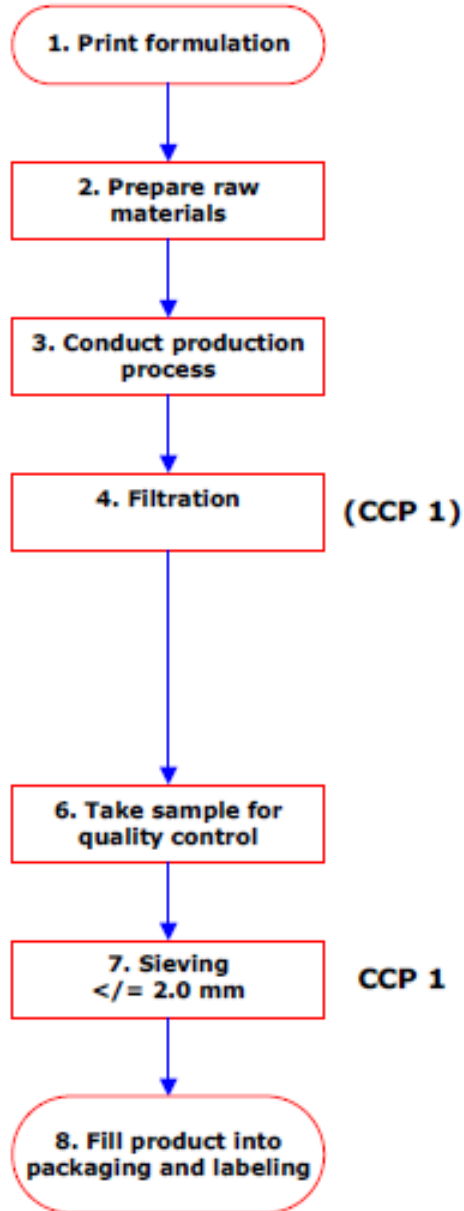 1. Print formulation
2. Prepare raw
materials
3. Conduct production
process
4. Filtration
(CCP 1)
6. Take sample for
quality control
7. Sieving
</= 2.0 mm
CCP 1
8. Fill product into
packaging and labeling